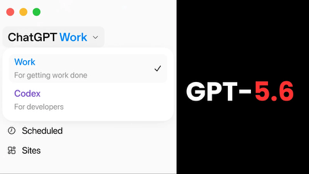 ChatGPT Work
Work
For getting work done
Codex
For developers
Scheduled
Sites
GPT-5.6